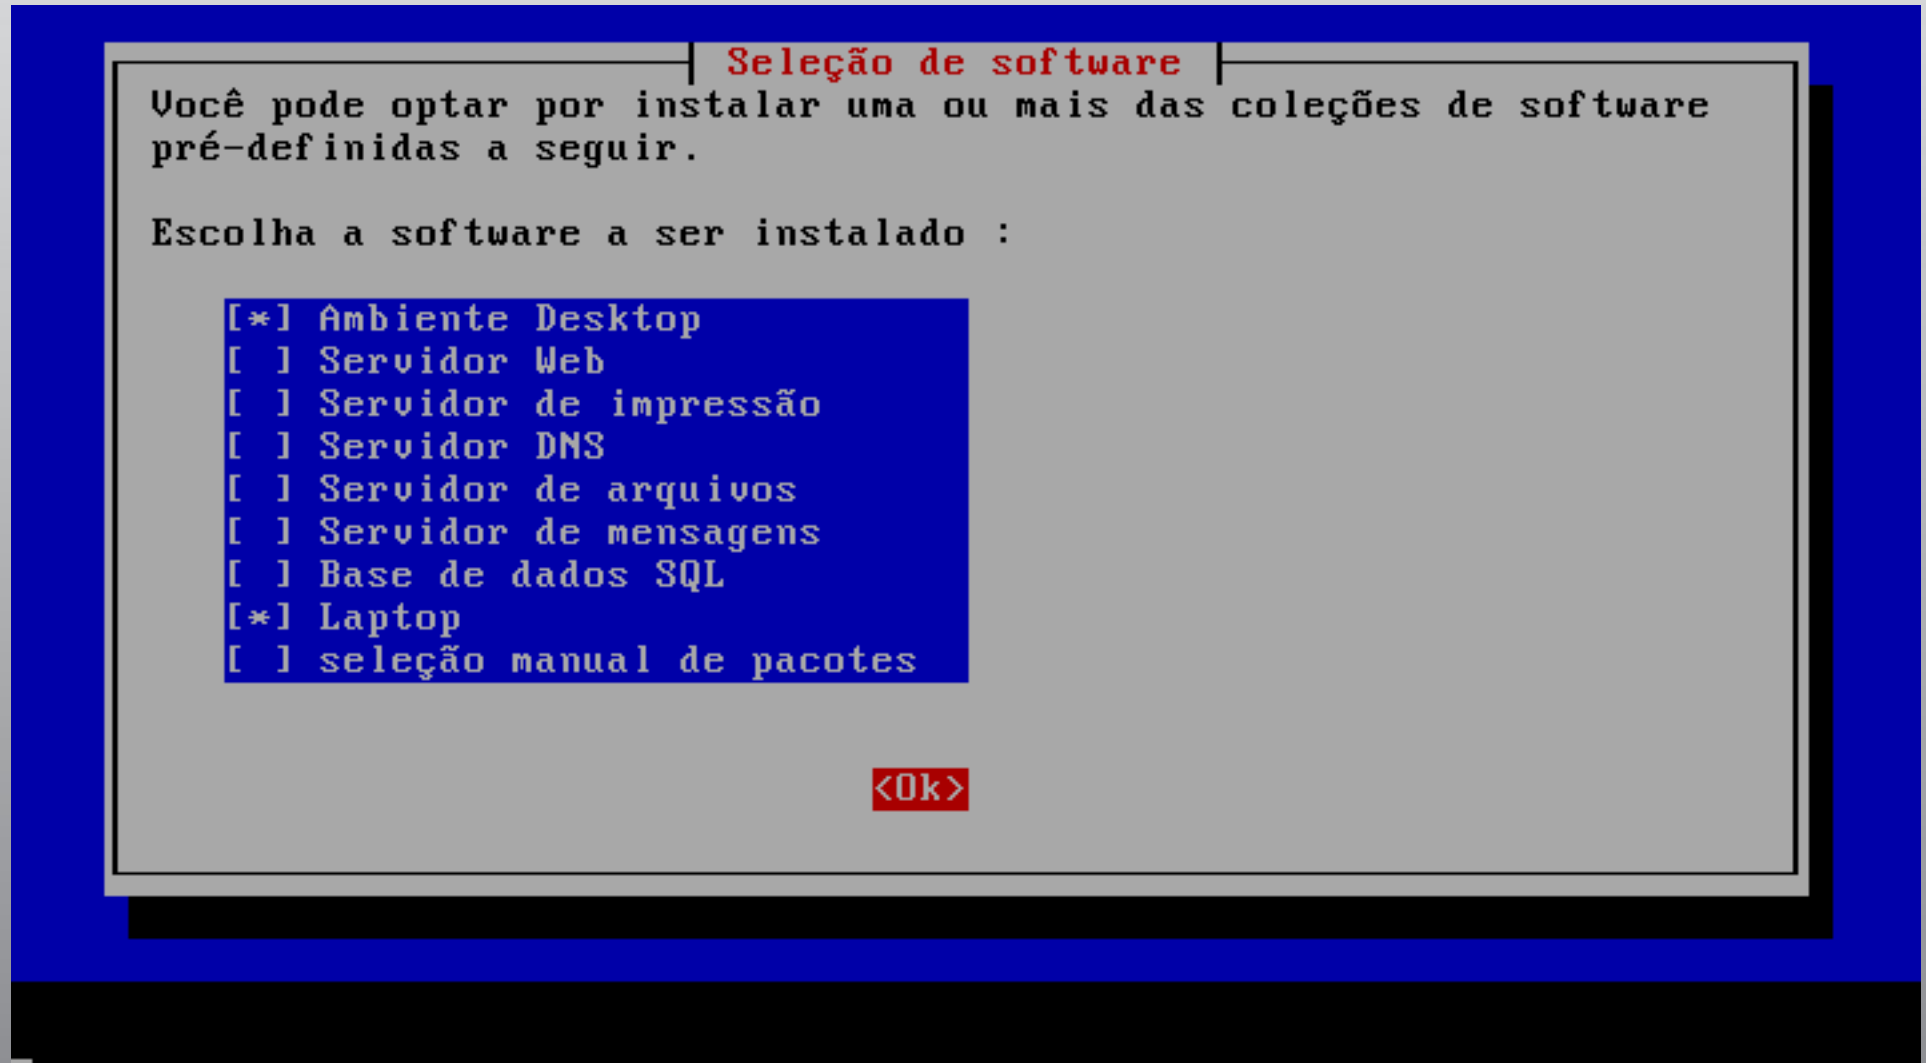 Seleção de software
Você pode optar por instalar uma ou mais das coleções de software
pré-definidas a seguir.
Escolha a software a ser instalado :
[*] Ambiente Desktop
[ ] Servidor Web
[ ] Servidor de impressão
[ ] Servidor DNS
[ ] Servidor de arquivos
[ ] Servidor de mensagens
[ ] Base de dados SQL
[*] Laptop
[ ] seleção manual de pacotes
<Ok>